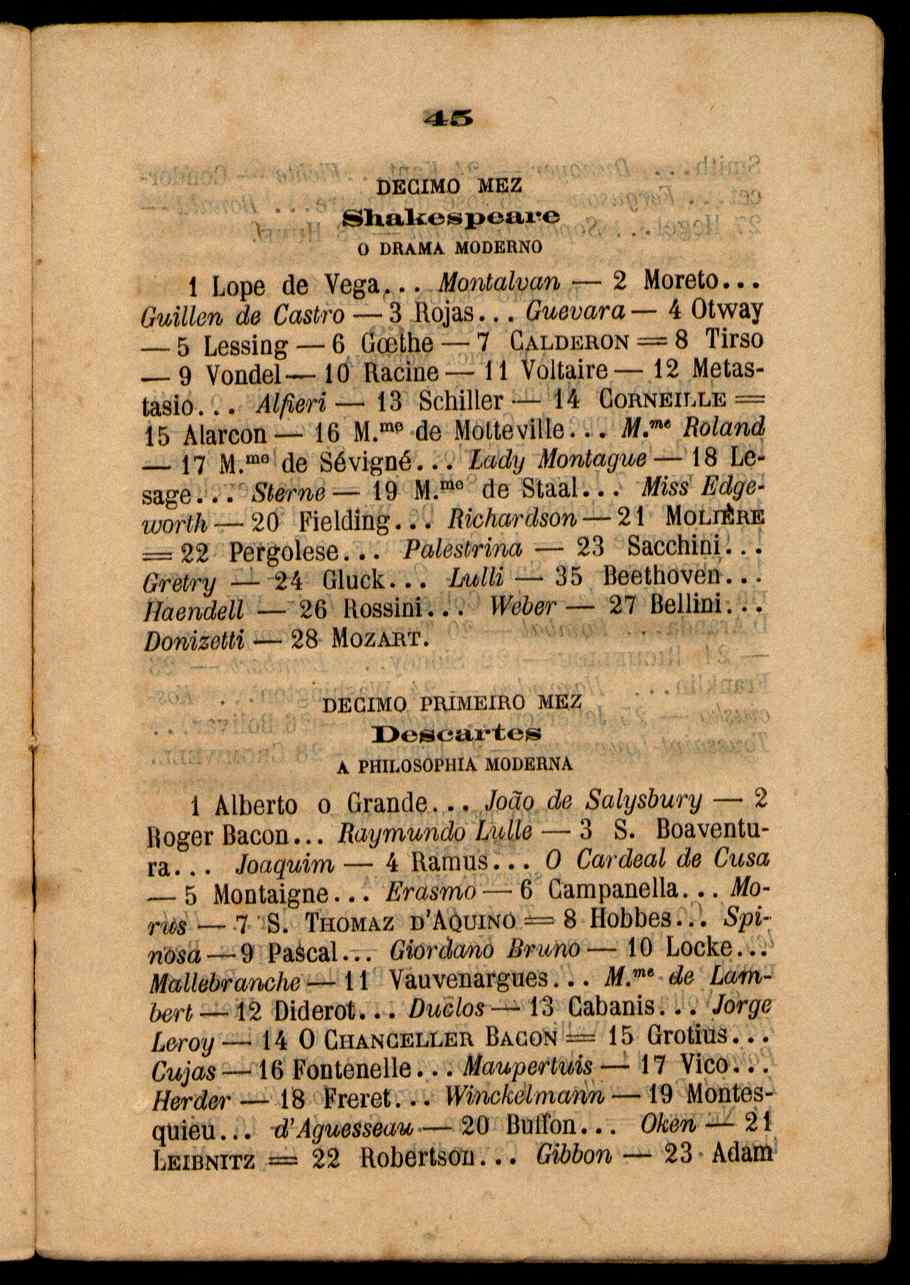 45
DECIMO MEZ
Shakespeare
O DRAMA MODERNO
1 Lope de Vega... Montalvan — 2 Moreto...
Guillen de Castro — 3 Rojas... Guevara — 4 Otway
— 5 Lessing — 6 Gœthe — 7 CALDERON = 8 Tirso
— 9 Vondel — 10 Racine — 11 Voltaire — 12 Metas-
tasio... Alfieri — 13 Schiller — 14 CORNEILLE =
15 Alarcon — 16 M.me de Motteville... M.me Roland
— 17 M.me de Sévigné... Lady Montague — 18 Le-
sage... Sterne — 19 M.me de Staal... Miss Edge-
worth — 20 Fielding... Richardson — 21 MOLIÈRE
= 22 Pergolese... Palestrina — 23 Sacchini...
Gretry — 24 Gluck... Lulli — 35 Beethoven...
Haendell — 26 Rossini... Weber — 27 Bellini...
Donizetti — 28 MOZART.
DECIMO PRIMEIRO MEZ
Descartes
A PHILOSOPHIA MODERNA
1 Alberto o Grande... João de Salysbury — 2
Roger Bacon... Raymundo Lulle — 3 S. Boaventu-
ra... Joaquim — 4 Ramus... O Cardeal de Cusa
— 5 Montaigne... Erasmo — 6 Campanella... Mo-
rus — 7 S. THOMAZ D'AQUINO = 8 Hobbes... Spi-
nosa — 9 Pascal... Giordano Bruno — 10 Locke...
Mallebranche — 11 Vauvenargues... M.me de Lam-
bert — 12 Diderot... Duclos — 13 Cabanis... Jorge
Leroy — 14 O CHANCELLER BACON = 15 Grotius...
Cujas — 16 Fontenelle... Maupertuis — 17 Vico...
Herder — 18 Freret... Winckelmann — 19 Montes-
quieu... d'Aguesseau — 20 Buffon... Oken — 21
LEIBNITZ = 22 Robertson... Gibbon — 23 Adam